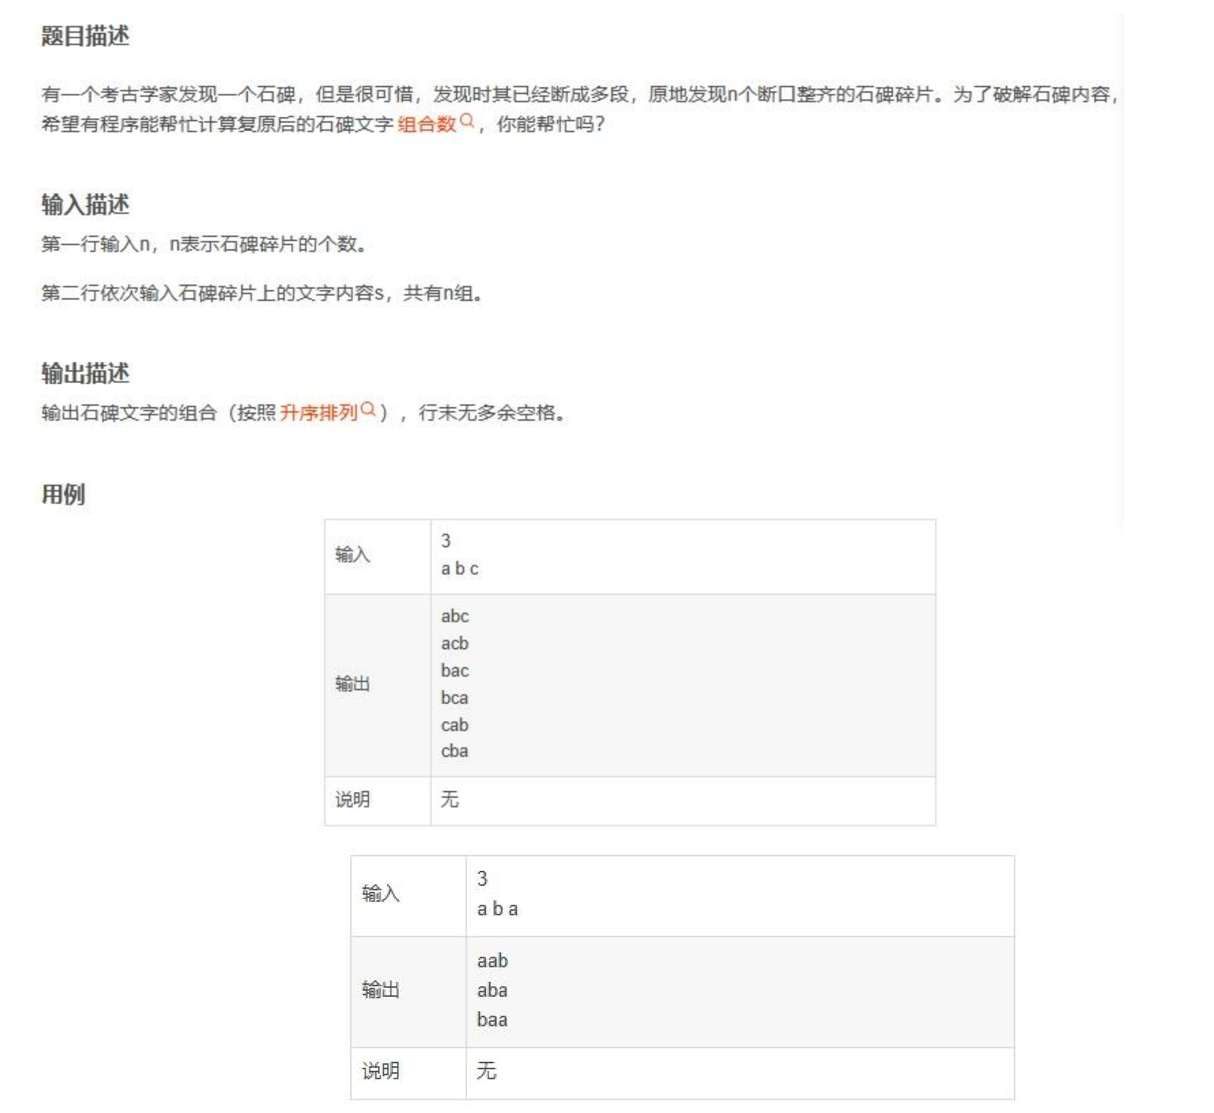 题目描述
有一个考古学家发现一个石碑，但是很可惜，发现时其已经断成多段，原地发现n个断口整齐的石碑碎片。为了破解石碑内容，
希望有程序能帮忙计算复原后的石碑文字 组合数 ，你能帮忙吗？
输入描述
第一行输入n，n表示石碑碎片的个数。
第二行依次输入石碑碎片上的文字内容s，共有n组。
输出描述
输出石碑文字的组合（按照 升序排列 ），行末无多余空格。
用例
输入
3
a b c
输出
abc
acb
bac
bca
cab
cba
说明
无
输入
3
a b a
输出
aab
aba
baa
说明
无